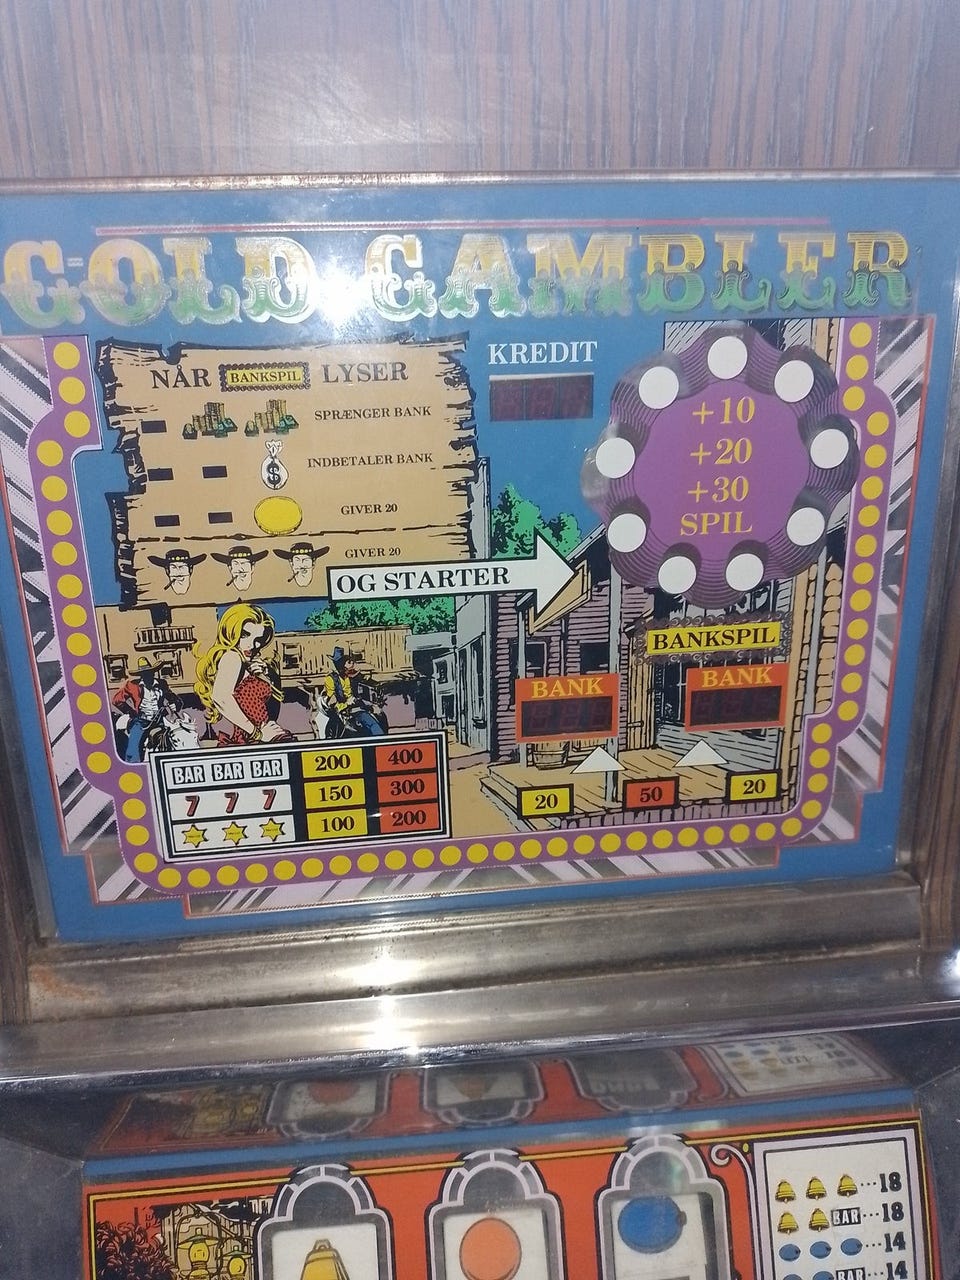 GOLD GAMBLER
NÅR BANKSPIL LYSER
SPRÆNGER BANK
INDBETALER BANK
$
GIVER 20
GIVER 20
OG STARTER
KREDIT
+10
+20
+30
SPIL
BANKSPIL
BANK BANK
20 50 20
BAR BAR BAR 200 400
7 7 7 150 300
100 200
18
BAR 18
14
BAR 14